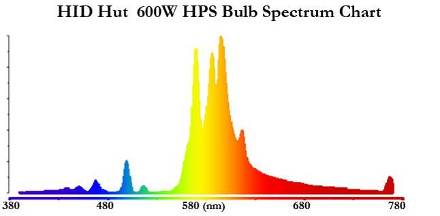 HID Hut 600W HPS Bulb Spectrum Chart
380 480 580 (nm) 680 780